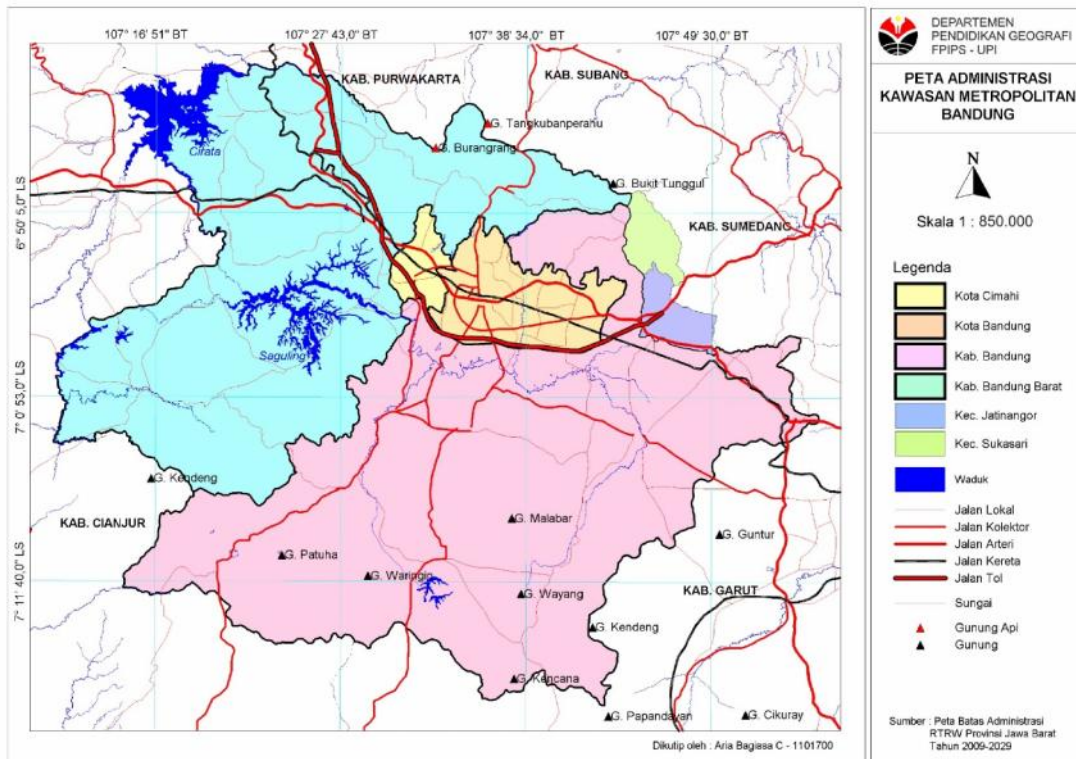 107° 16' 51" BT
107° 27' 43,0" BT
107° 38' 34,0" BT
107° 49' 30,0" BT
6° 50' 5,0" LS
7° 0' 53,0" LS
7° 11' 40,0" LS
KAB. PURWAKARTA
KAB. SUBANG
G. Tangkubanperahu
Cirata
G. Burangrang
G. Bukit Tunggul
KAB. SUMEDANG
Saguling
G. Kendeng
KAB. CIANJUR
G. Malabar
G. Guntur
G. Patuha
G. Waringin
G. Wayang
KAB. GARUT
G. Kendeng
G. Kencana
G. Papandayan
G. Cikuray
Dikutip oleh : Aria Bagiasa C - 1101700
DEPARTEMEN
PENDIDIKAN GEOGRAFI
FPIPS - UPI
PETA ADMINISTRASI
KAWASAN METROPOLITAN
BANDUNG
N
Skala 1 : 850.000
Legenda
Kota Cimahi
Kota Bandung
Kab. Bandung
Kab. Bandung Barat
Kec. Jatinangor
Kec. Sukasari
Waduk
Jalan Lokal
Jalan Kolektor
Jalan Arteri
Jalan Kereta
Jalan Tol
Sungai
Gunung Api
Gunung
Sumber : Peta Batas Administrasi
RTRW Provinsi Jawa Barat
Tahun 2009-2029